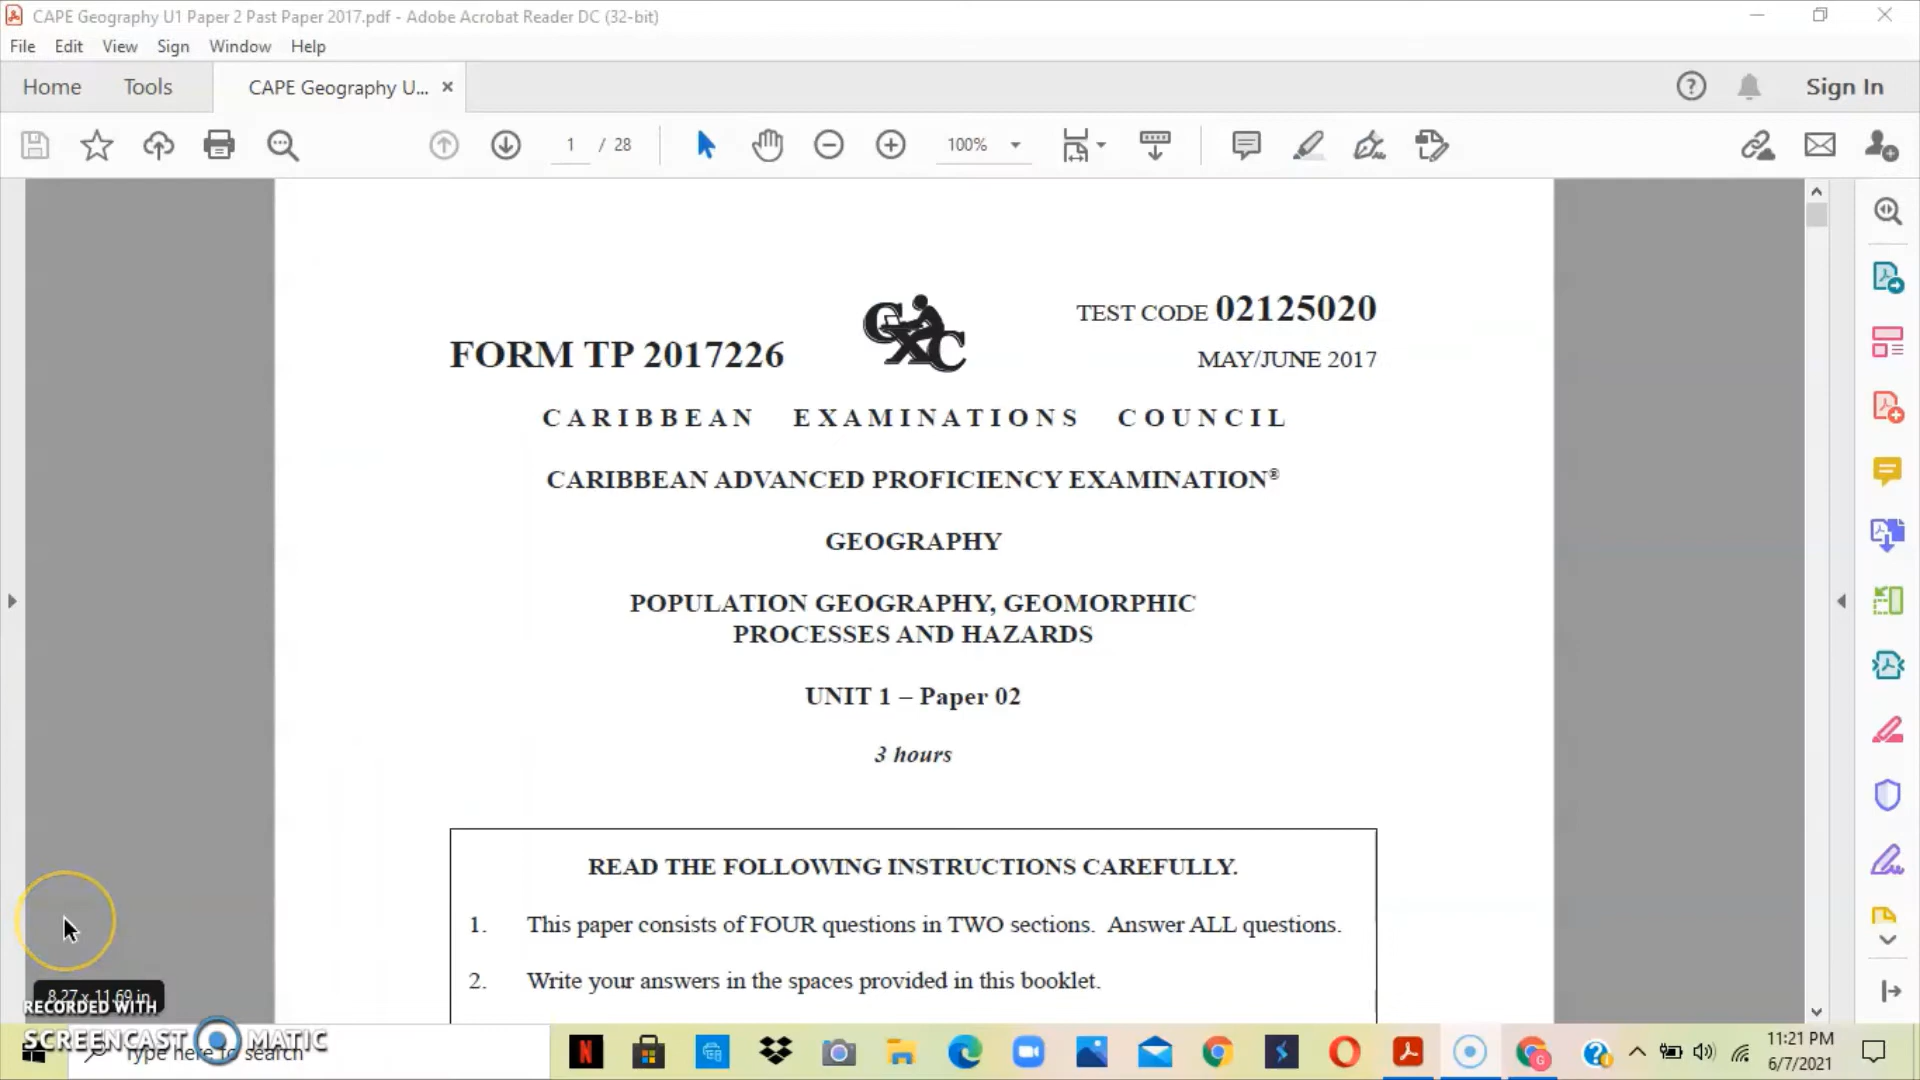 CAPE Geography U1 Paper 2 Past Paper 2017.pdf - Adobe Acrobat Reader DC (32-bit)
File Edit View Sign Window Help
Home Tools CAPE Geography U... × Sign In
1 / 28 100%
TEST CODE 02125020
FORM TP 2017226 CXC MAY/JUNE 2017
CARIBBEAN EXAMINATIONS COUNCIL
CARIBBEAN ADVANCED PROFICIENCY EXAMINATION®
GEOGRAPHY
POPULATION GEOGRAPHY, GEOMORPHIC
PROCESSES AND HAZARDS
UNIT 1 – Paper 02
3 hours
READ THE FOLLOWING INSTRUCTIONS CAREFULLY.
1. This paper consists of FOUR questions in TWO sections. Answer ALL questions.
2. Write your answers in the spaces provided in this booklet.
8.27 x 11.69 in
RECORDED WITH
SCREENCAST MATIC
Type here to search
11:21 PM
6/7/2021